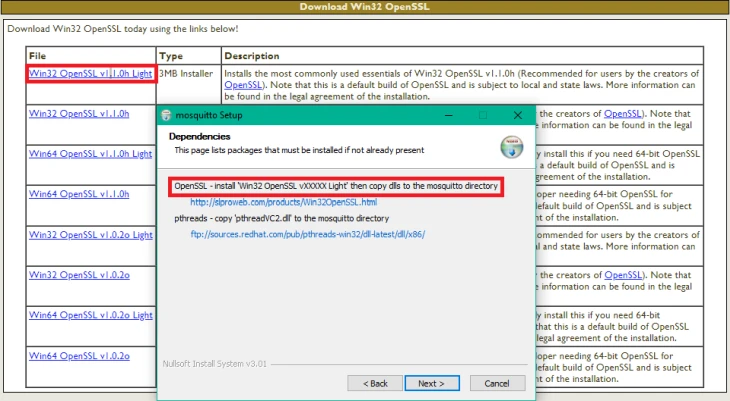 Download Win32 OpenSSL
Download Win32 OpenSSL today using the links below!
File Type Description
Win32 OpenSSL v1.1.0h Light 3MB Installer Installs the most commonly used essentials of Win32 OpenSSL v1.1.0h (Recommended for users by the creators of
OpenSSL). Note that this is a default build of OpenSSL and is subject to local and state laws. More information can
be found in the legal agreement of the installation.
Win32 OpenSSL v1.1.0h
the creators of OpenSSL). Note that
information can be found in the legal
Win64 OpenSSL v1.1.0h Light
y install this if you need 64-bit OpenSSL
a default build of OpenSSL and is
greement of the installation.
Win64 OpenSSL v1.1.0h
oper needing 64-bit OpenSSL for
default build of OpenSSL and is subject
nt of the installation.
Win32 OpenSSL v1.0.2o Light
ommended for users by the creators of
al and state laws. More information can
Win32 OpenSSL v1.0.2o
the creators of OpenSSL). Note that
information can be found in the legal
Win64 OpenSSL v1.0.2o Light
y install this if you need 64-bit
that this is a default build of OpenSSL
legal agreement of the installation.
Win64 OpenSSL v1.0.2o
oper needing 64-bit OpenSSL for
default build of OpenSSL and is subject
nt of the installation.
mosquitto Setup
Dependencies
This page lists packages that must be installed if not already present
OpenSSL - install 'Win32 OpenSSL vXXXXX Light' then copy dlls to the mosquitto directory
http://slproweb.com/products/Win32OpenSSL.html
pthreads - copy 'pthreadVC2.dll' to the mosquitto directory
ftp://sources.redhat.com/pub/pthreads-win32/dll-latest/dll/x86/
Nullsoft Install System v3.01
< Back Next > Cancel